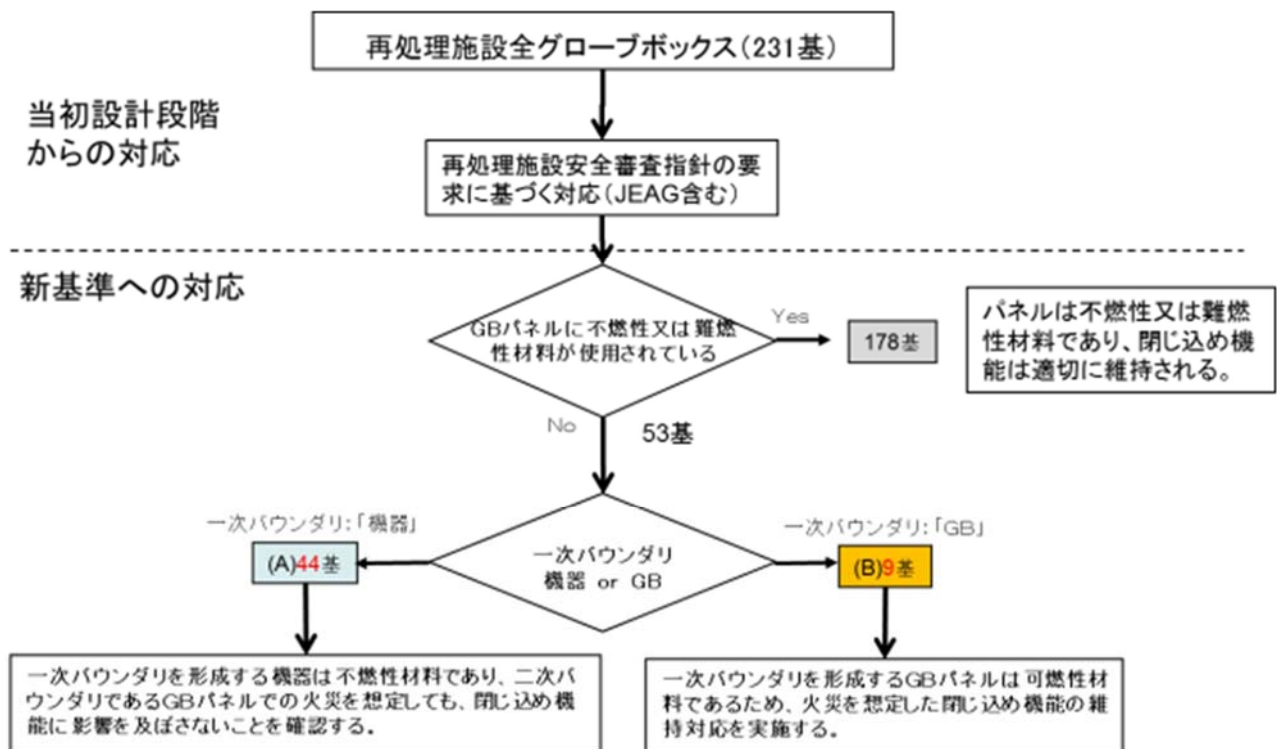 再処理施設全グローブボックス(231基)
当初設計段階
からの対応
再処理施設安全審査指針の要
求に基づく対応(JEAG含む)
新基準への対応
GBパネルに不燃性又は難燃
性材料が使用されている
Yes
178基
パネルは不燃性又は難燃
性材料であり、閉じ込め機
能は適切に維持される。
No
53基
一次バウンダリ
機器 or GB
一次バウンダリ:「機器」
(A)44基
一次バウンダリ:「GB」
(B)9基
一次バウンダリを形成する機器は不燃性材料であり、二次バ
ウンダリであるGBパネルでの火災を想定しても、閉じ込め機
能に影響を及ぼさないことを確認する。
一次バウンダリを形成するGBパネルは可燃性材
料であるため、火災を想定した閉じ込め機能の維
持対応を実施する。